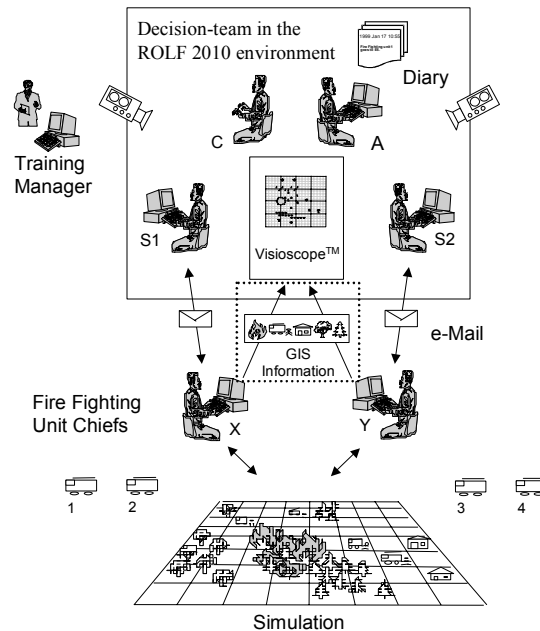 Decision-team in the
ROLF 2010 environment
1999 Jan 17 10:55
Fire Fighting unit 1
Diary
C
A
Training
Manager
S1
S2
Visioscope™
e-Mail
GIS
Information
X
Y
Fire Fighting
Unit Chiefs
1
2
3
4
Simulation